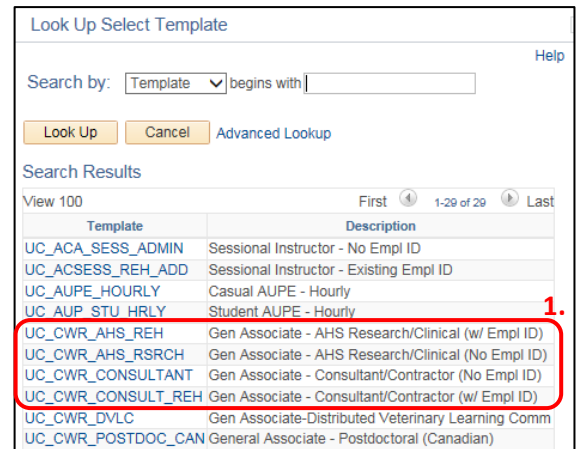 Look Up Select Template
Help
Search by: Template begins with
Look Up Cancel Advanced Lookup
Search Results
View 100 First 1-29 of 29 Last
Template Description
UC_ACA_SESS_ADMIN Sessional Instructor - No Empl ID
UC_ACSESS_REH_ADD Sessional Instructor - Existing Empl ID
UC_AUPE_HOURLY Casual AUPE - Hourly
UC_AUP_STU_HRLY Student AUPE - Hourly
1.
UC_CWR_AHS_REH Gen Associate - AHS Research/Clinical (w/ Empl ID)
UC_CWR_AHS_RSRCH Gen Associate - AHS Research/Clinical (No Empl ID)
UC_CWR_CONSULTANT Gen Associate - Consultant/Contractor (No Empl ID)
UC_CWR_CONSULT_REH Gen Associate - Consultant/Contractor (w/ Empl ID)
UC_CWR_DVLC Gen Associate-Distributed Veterinary Learning Comm
UC_CWR_POSTDOC_CAN General Associate - Postdoctoral (Canadian)